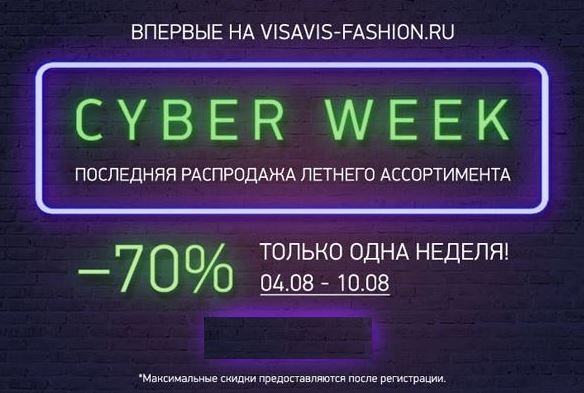 ВПЕРВЫЕ НА VISAVIS-FASHION.RU
CYBER WEEK
ПОСЛЕДНЯЯ РАСПРОДАЖА ЛЕТНЕГО АССОРТИМЕНТА
–70%
ТОЛЬКО ОДНА НЕДЕЛЯ!
04.08 - 10.08
*Максимальные скидки предоставляются после регистрации.